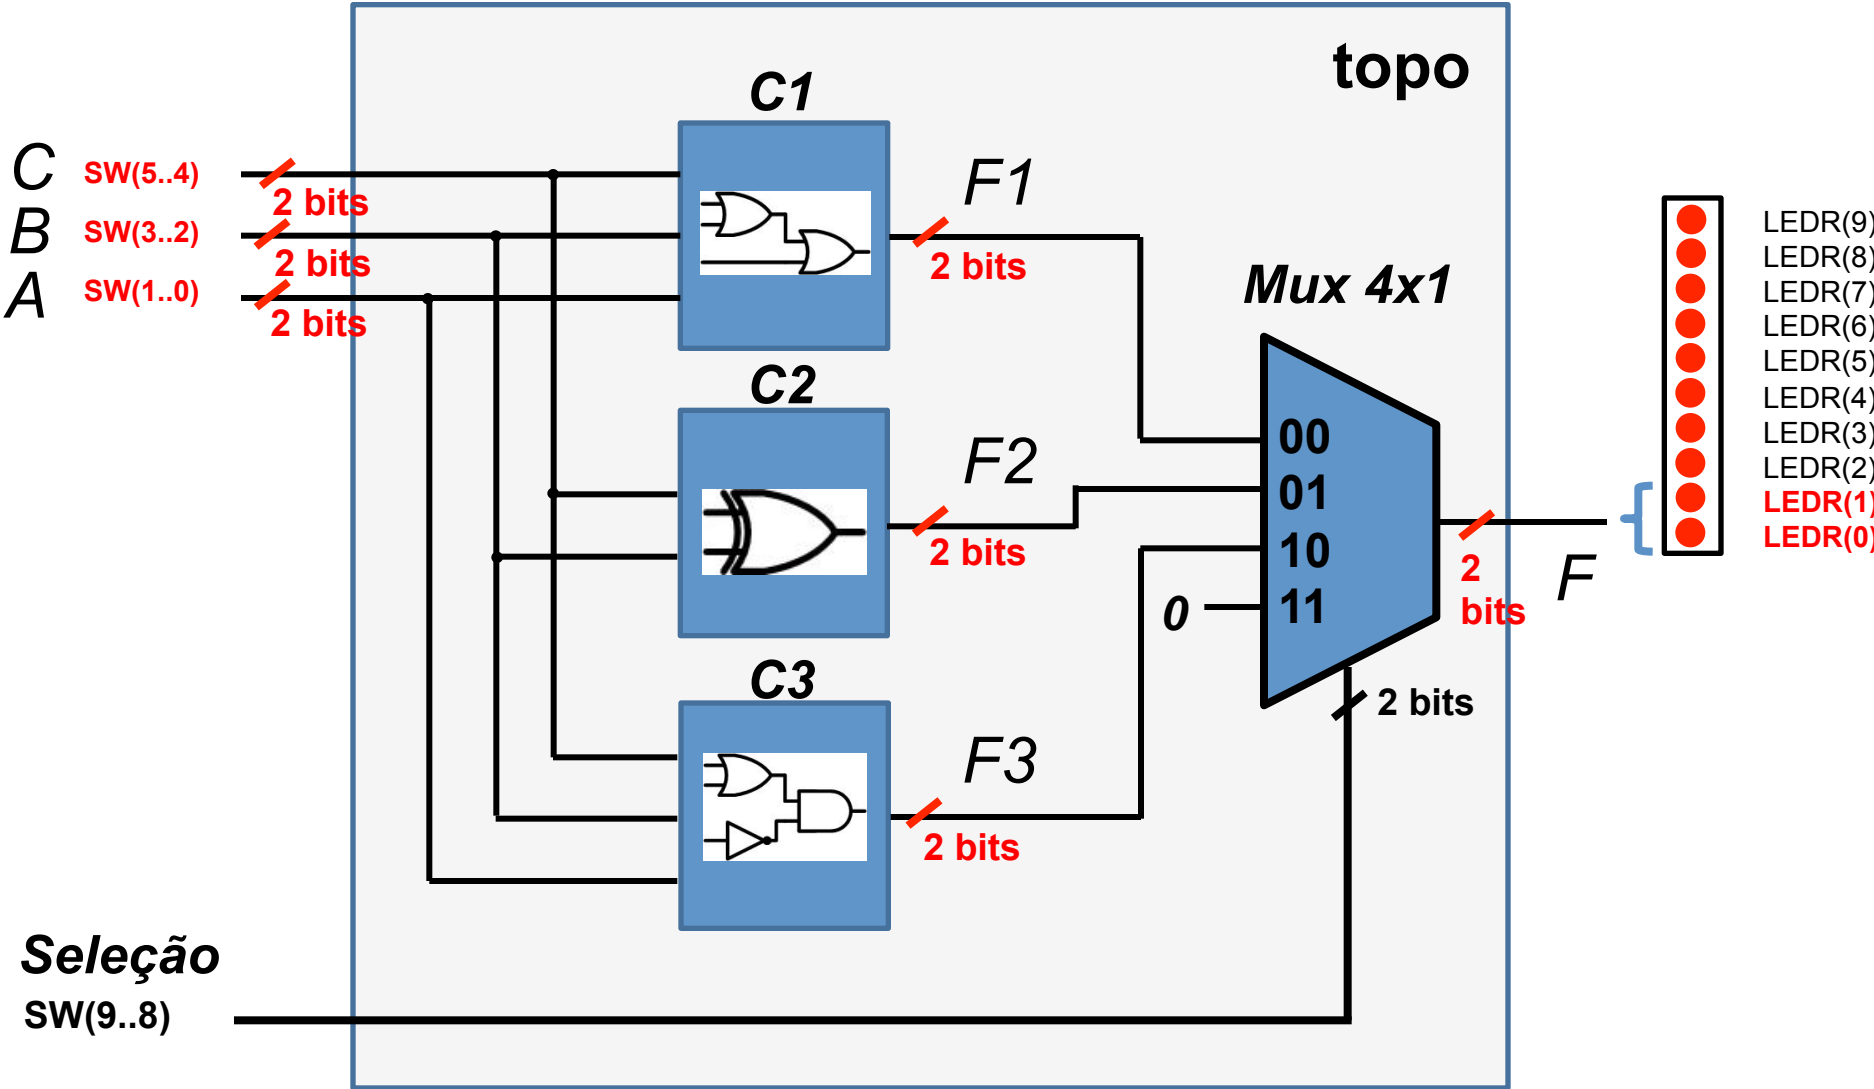 topo
C1
C SW(5..4)
2 bits
B SW(3..2)
2 bits
A SW(1..0)
2 bits
F1
2 bits
Mux 4x1
C2
F2
2 bits
00
01
10
0 11
C3
F3
2 bits
2 bits
2
bits
F
LEDR(9)
LEDR(8)
LEDR(7)
LEDR(6)
LEDR(5)
LEDR(4)
LEDR(3)
LEDR(2)
LEDR(1)
LEDR(0)
Seleção
SW(9..8)